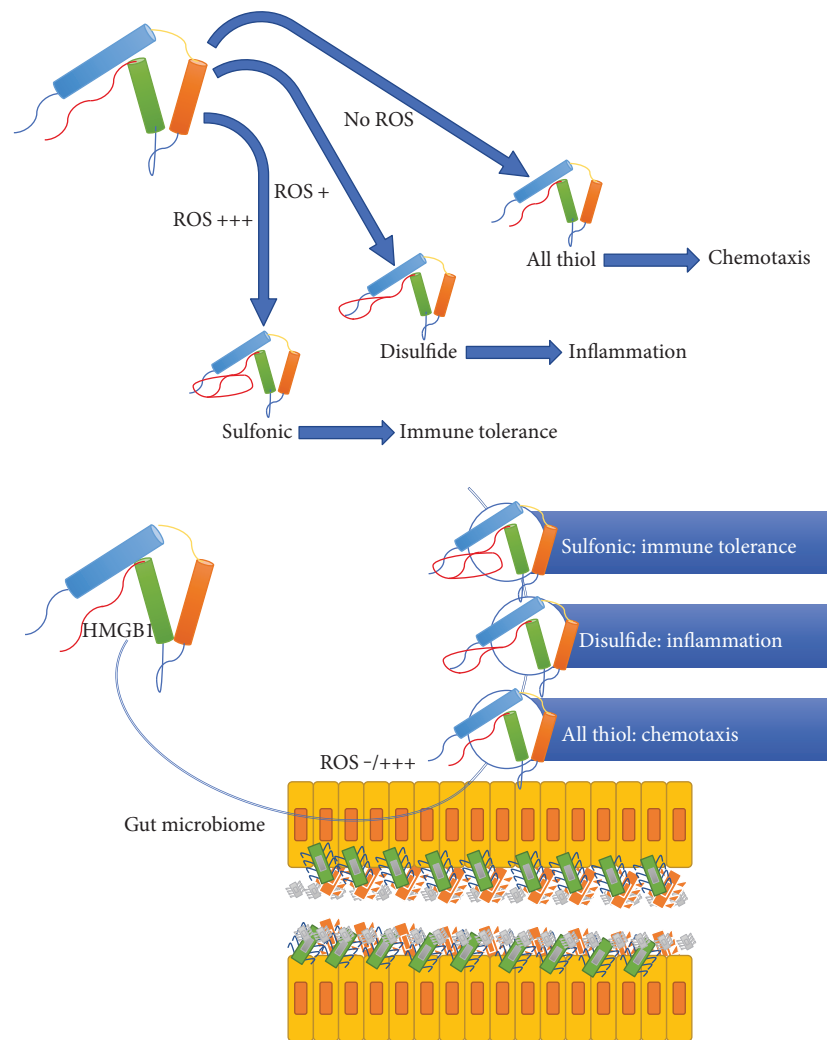 No ROS
ROS +
ROS +++
All thiol
Chemotaxis
Disulfide
Inflammation
Sulfonic
Immune tolerance
Sulfonic: immune tolerance
HMGB1
Disulfide: inflammation
All thiol: chemotaxis
ROS −/+++
Gut microbiome